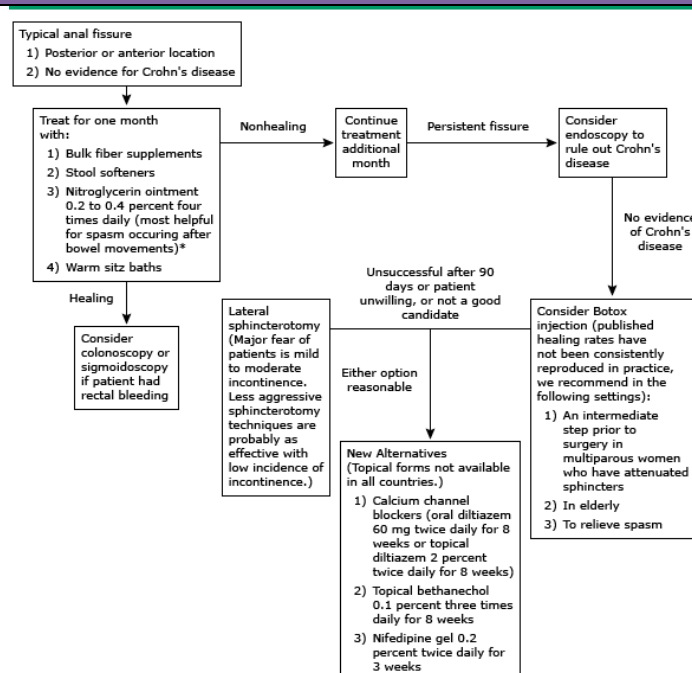 Typical anal fissure
1) Posterior or anterior location
2) No evidence for Crohn's disease
Treat for one month
with:
1) Bulk fiber supplements
2) Stool softeners
3) Nitroglycerin ointment
0.2 to 0.4 percent four
times daily (most helpful
for spasm occuring after
bowel movements)*
4) Warm sitz baths
Nonhealing
Continue
treatment
additional
month
Persistent fissure
Consider
endoscopy to
rule out Crohn's
disease
No evidence
of Crohn's
disease
Healing
Consider
colonoscopy or
sigmoidoscopy
if patient had
rectal bleeding
Unsuccessful after 90
days or patient
unwilling, or not a good
candidate
Lateral
sphincterotomy
(Major fear of
patients is mild
to moderate
incontinence.
Less aggressive
sphincterotomy
techniques are
probably as
effective with
low incidence of
incontinence.)
Either option
reasonable
Consider Botox
injection (published
healing rates have
not been consistently
reproduced in practice,
we recommend in the
following settings):
1) An intermediate
step prior to
surgery in
multiparous women
who have attenuated
sphincters
2) In elderly
3) To relieve spasm
New Alternatives
(Topical forms not available
in all countries.)
1) Calcium channel
blockers (oral diltiazem
60 mg twice daily for 8
weeks or topical
diltiazem 2 percent
twice daily for 8 weeks)
2) Topical bethanechol
0.1 percent three times
daily for 8 weeks
3) Nifedipine gel 0.2
percent twice daily for
3 weeks